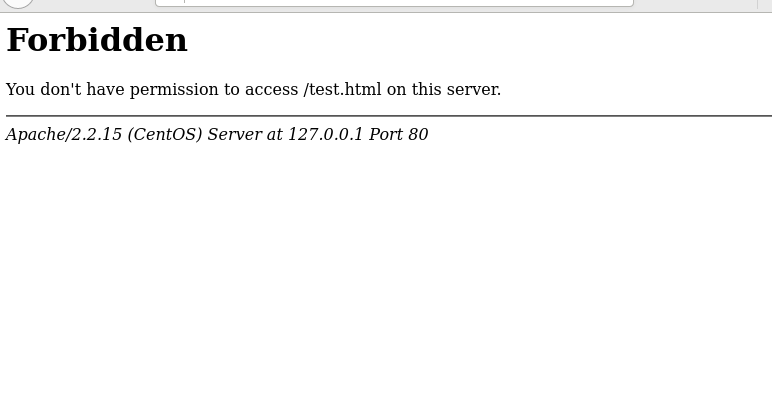 Forbidden
You don't have permission to access /test.html on this server.
Apache/2.2.15 (CentOS) Server at 127.0.0.1 Port 80